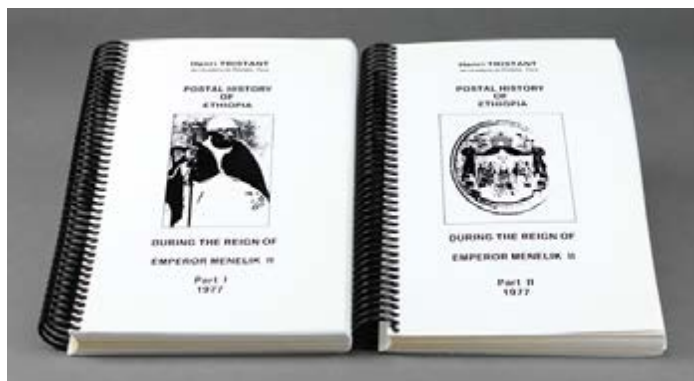 Henri TRISTANT
POSTAL HISTORY
OF
ETHIOPIA
DURING THE REIGN OF
EMPEROR MENELIK II
Part I
1977
Henri TRISTANT
POSTAL HISTORY
OF
ETHIOPIA
DURING THE REIGN OF
EMPEROR MENELIK II
Part II
1977